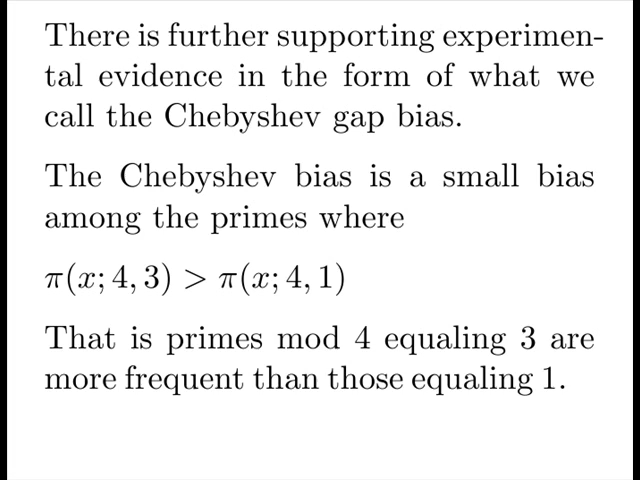 There is further supporting experimen-
tal evidence in the form of what we
call the Chebyshev gap bias.
The Chebyshev bias is a small bias
among the primes where
π(x; 4, 3) > π(x; 4, 1)
That is primes mod 4 equaling 3 are
more frequent than those equaling 1.